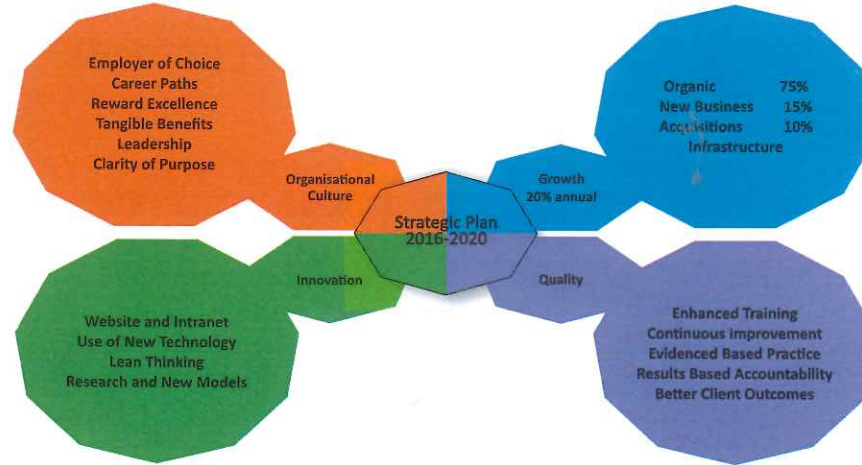 Employer of Choice
Career Paths
Reward Excellence
Tangible Benefits
Leadership
Clarity of Purpose
Organisational
Culture
Organic 75%
New Business 15%
Acquisitions 10%
Infrastructure
Growth
20% annual
Strategic Plan
2016-2020
Innovation
Website and Intranet
Use of New Technology
Lean Thinking
Research and New Models
Quality
Enhanced Training
Continuous Improvement
Evidenced Based Practice
Results Based Accountability
Better Client Outcomes